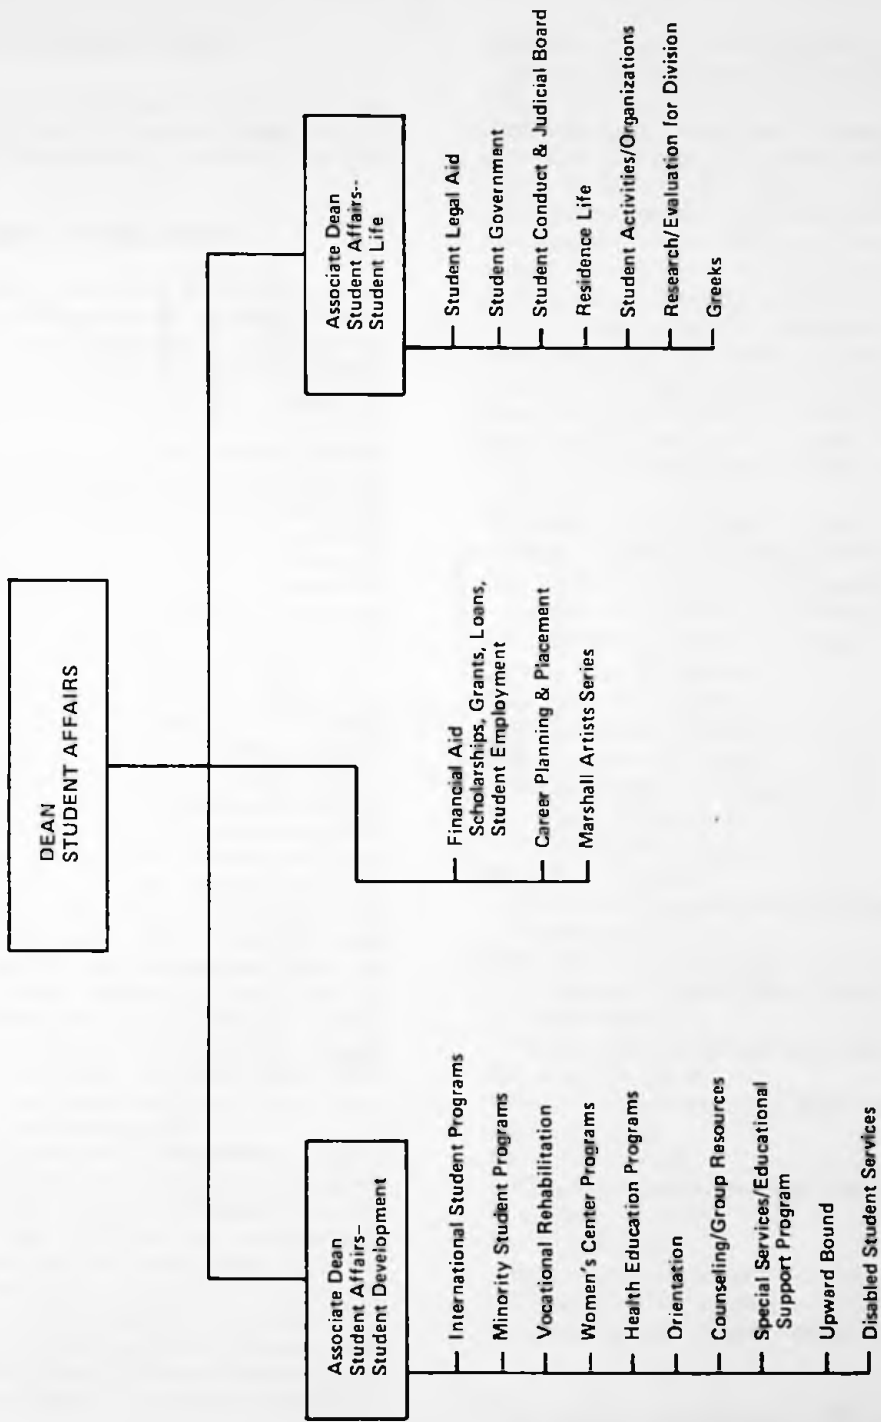 DEAN
STUDENT AFFAIRS
Associate Dean
Student Affairs–
Student Development
International Student Programs
Minority Student Programs
Vocational Rehabilitation
Women's Center Programs
Health Education Programs
Orientation
Counseling/Group Resources
Special Services/Educational
Support Program
Upward Bound
Disabled Student Services
Financial Aid
Scholarships, Grants, Loans,
Student Employment
Career Planning & Placement
Marshall Artists Series
Associate Dean
Student Affairs--
Student Life
Student Legal Aid
Student Government
Student Conduct & Judicial Board
Residence Life
Student Activities/Organizations
Research/Evaluation for Division
Greeks